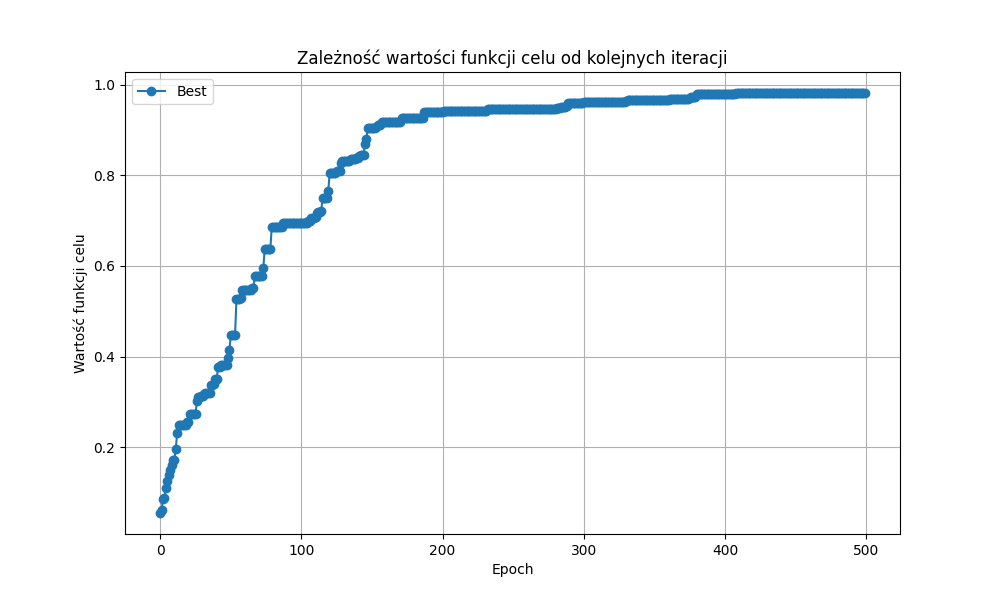 Zależność wartości funkcji celu od kolejnych iteracji
Best
Wartość funkcji celu
1.0
0.8
0.6
0.4
0.2
0 100 200 300 400 500
Epoch